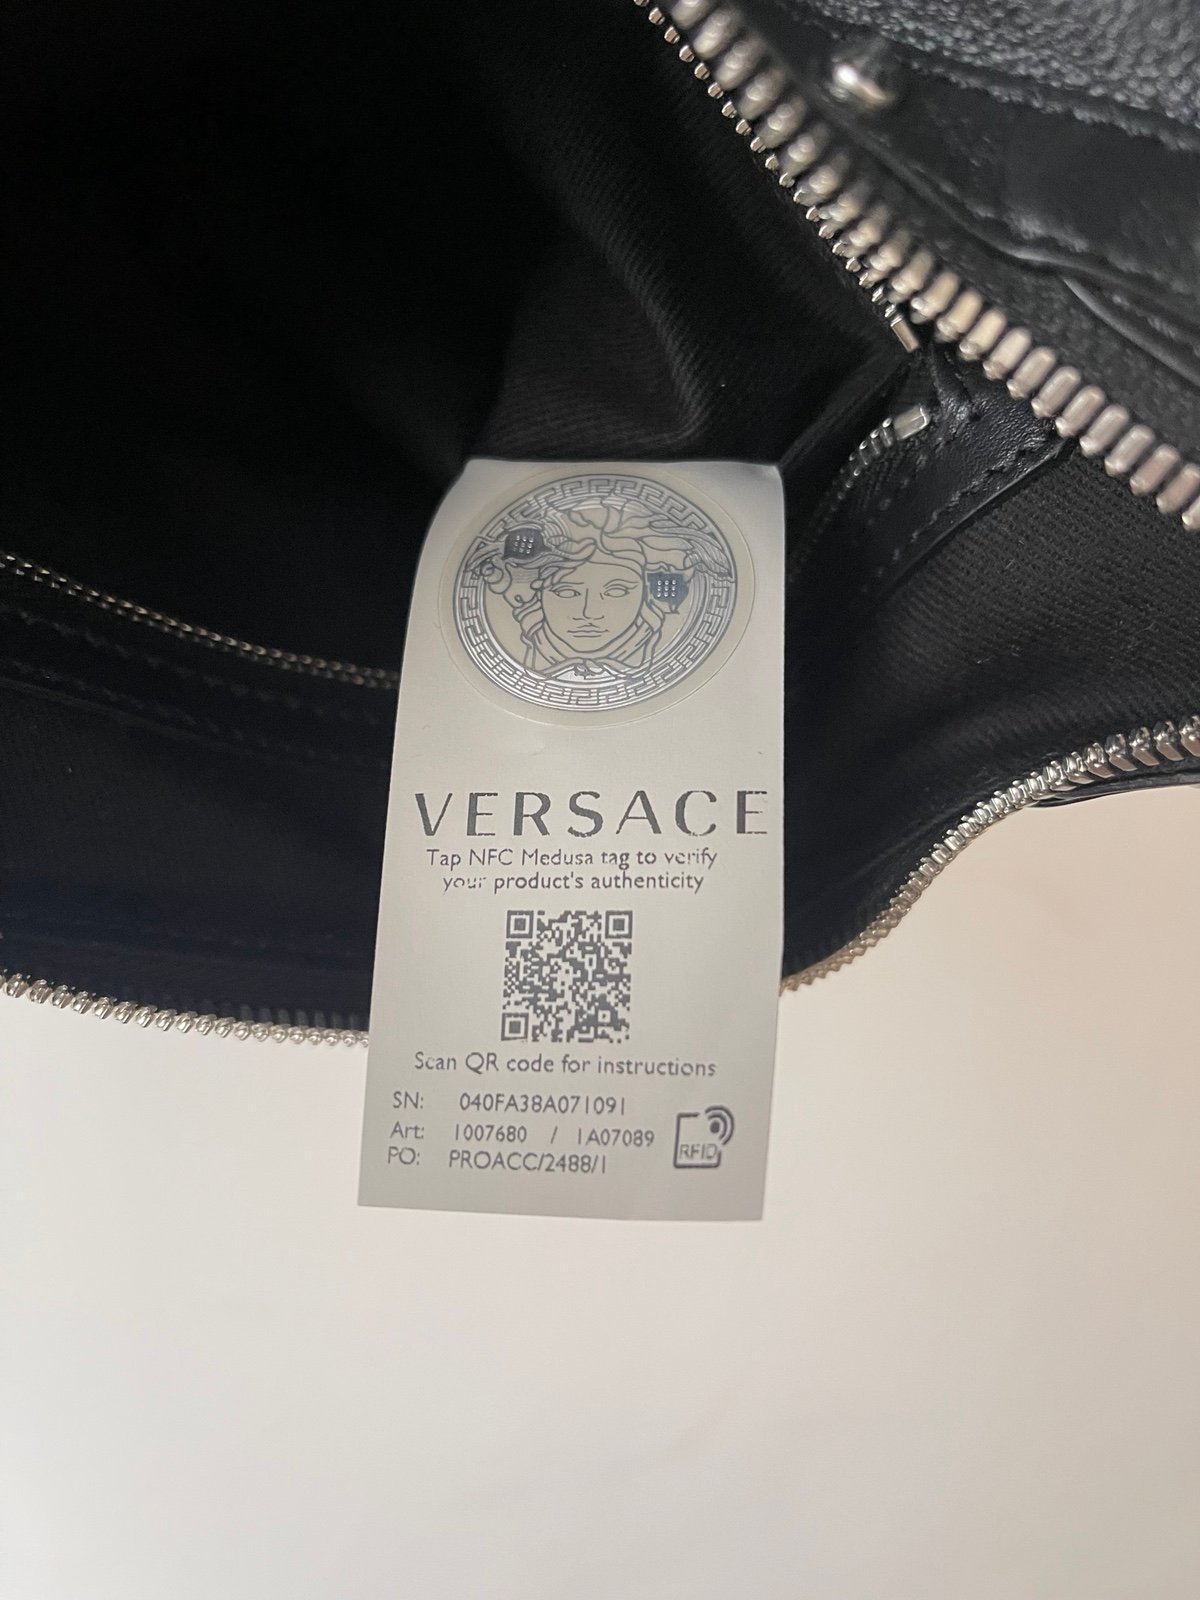 VERSACE
Tap NFC Medusa tag to verify
your product's authenticity
Scan QR code for instructions
SN: 040FA38A071091
Art: 1007680 / 1A07089
PO: PROACC/2488/1
RFID